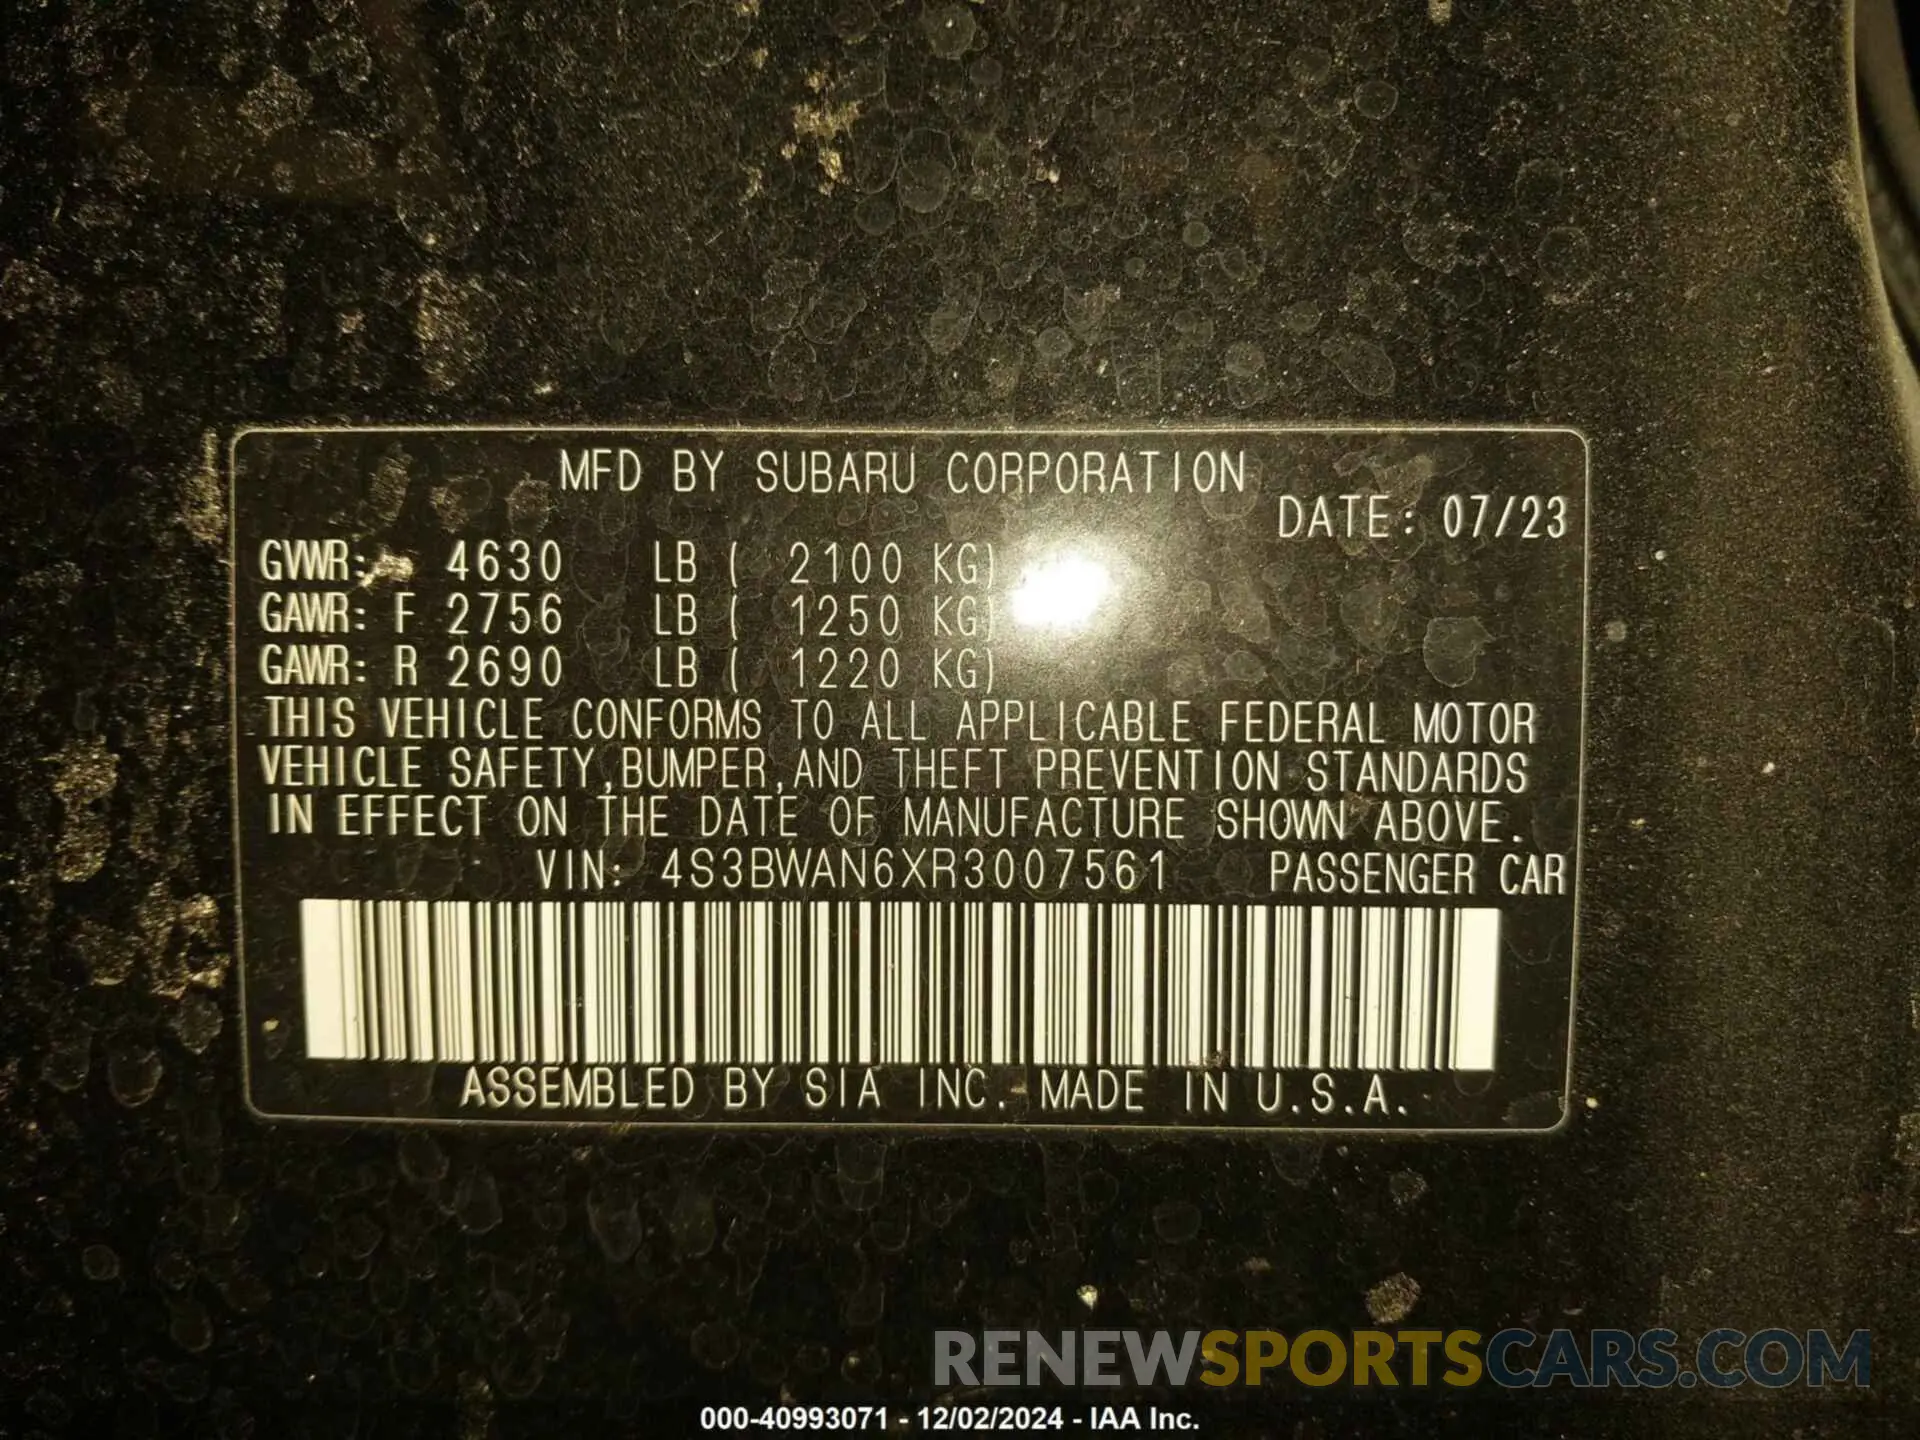 MFD BY SUBARU CORPORATION
DATE: 07/23
GVWR: 4630 LB ( 2100 KG)
GAWR: F 2756 LB ( 1250 KG)
GAWR: R 2690 LB ( 1220 KG)
THIS VEHICLE CONFORMS TO ALL APPLICABLE FEDERAL MOTOR
VEHICLE SAFETY,BUMPER,AND THEFT PREVENTION STANDARDS
IN EFFECT ON THE DATE OF MANUFACTURE SHOWN ABOVE.
VIN: 4S3BWAN6XR3007561 PASSENGER CAR
ASSEMBLED BY SIA INC. MADE IN U.S.A.
RENEWSPORTSCARS.COM
000-40993071 - 12/02/2024 - IAA Inc.